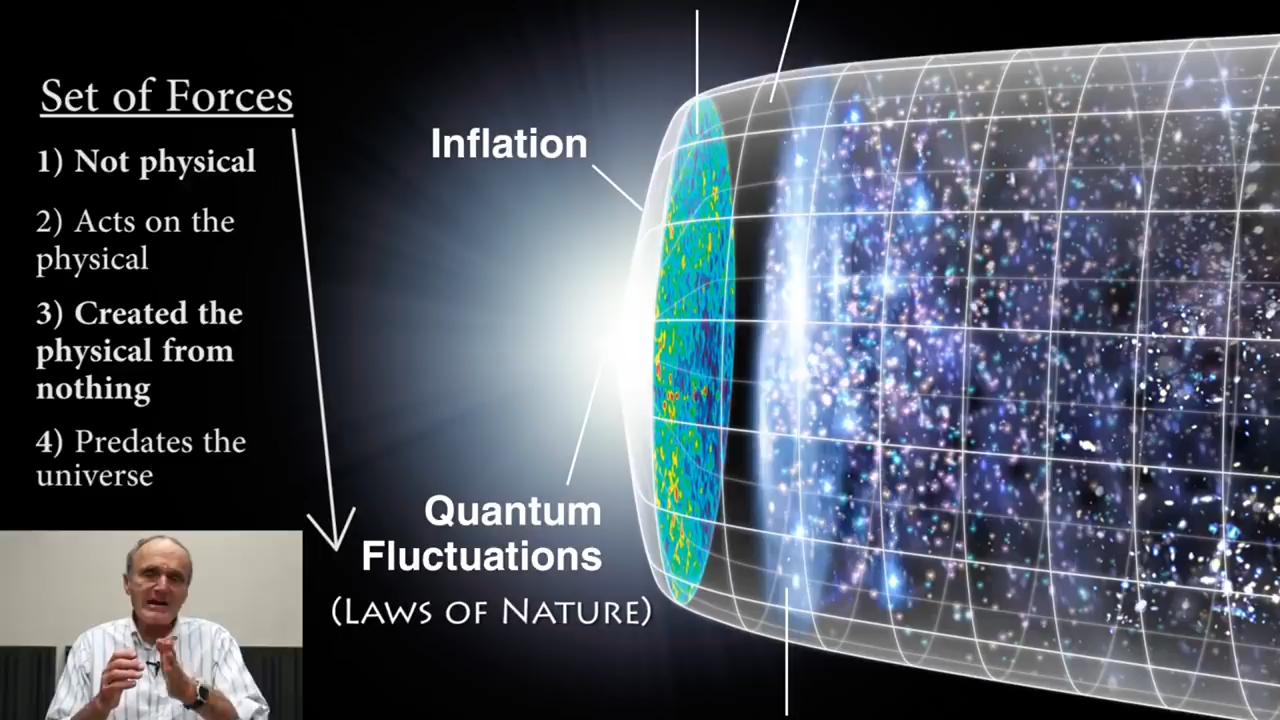 Set of Forces
1) Not physical
2) Acts on the
physical
3) Created the
physical from
nothing
4) Predates the
universe
Inflation
Quantum
Fluctuations
(Laws of Nature)